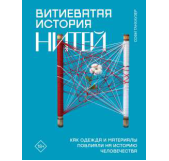 ВИТИЕВАТАЯ
ИСТОРИЯ
НИТЕЙ
КАК ОДЕЖДА И МАТЕРИАЛЫ
ПОВЛИЯЛИ НА ИСТОРИЮ
ЧЕЛОВЕЧЕСТВА